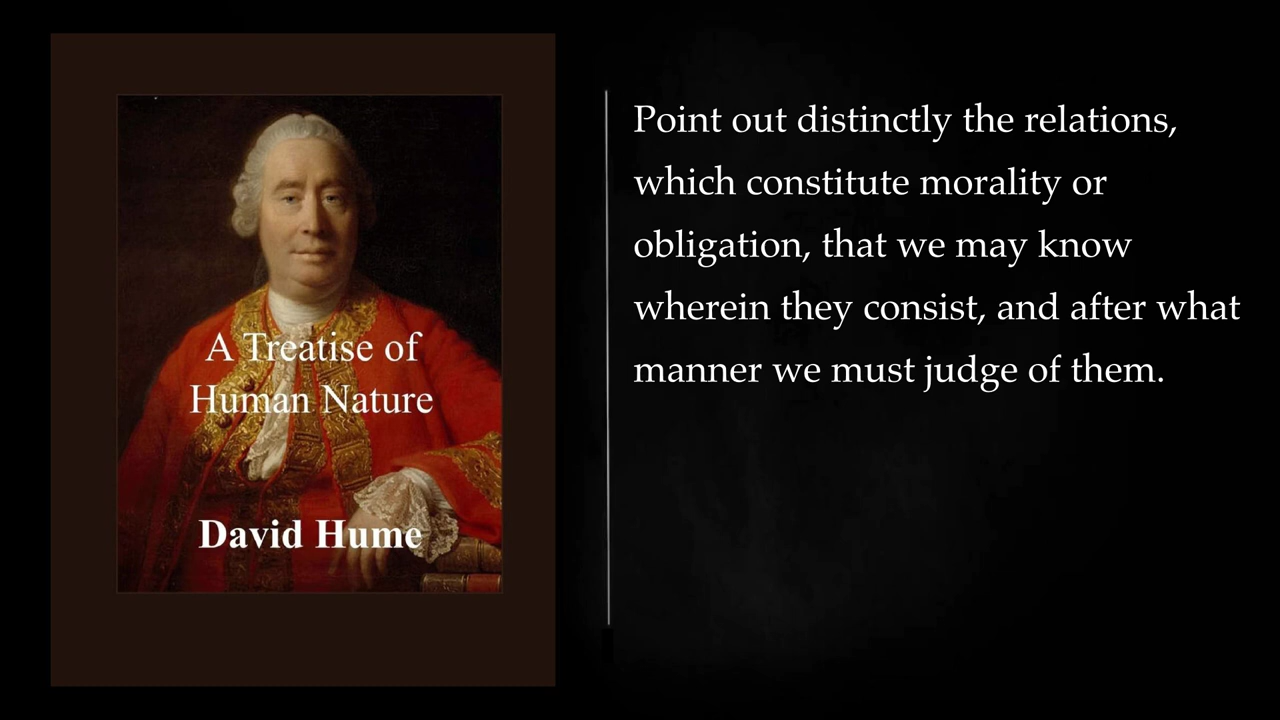 A Treatise of
Human Nature
David Hume
Point out distinctly the relations,
which constitute morality or
obligation, that we may know
wherein they consist, and after what
manner we must judge of them.